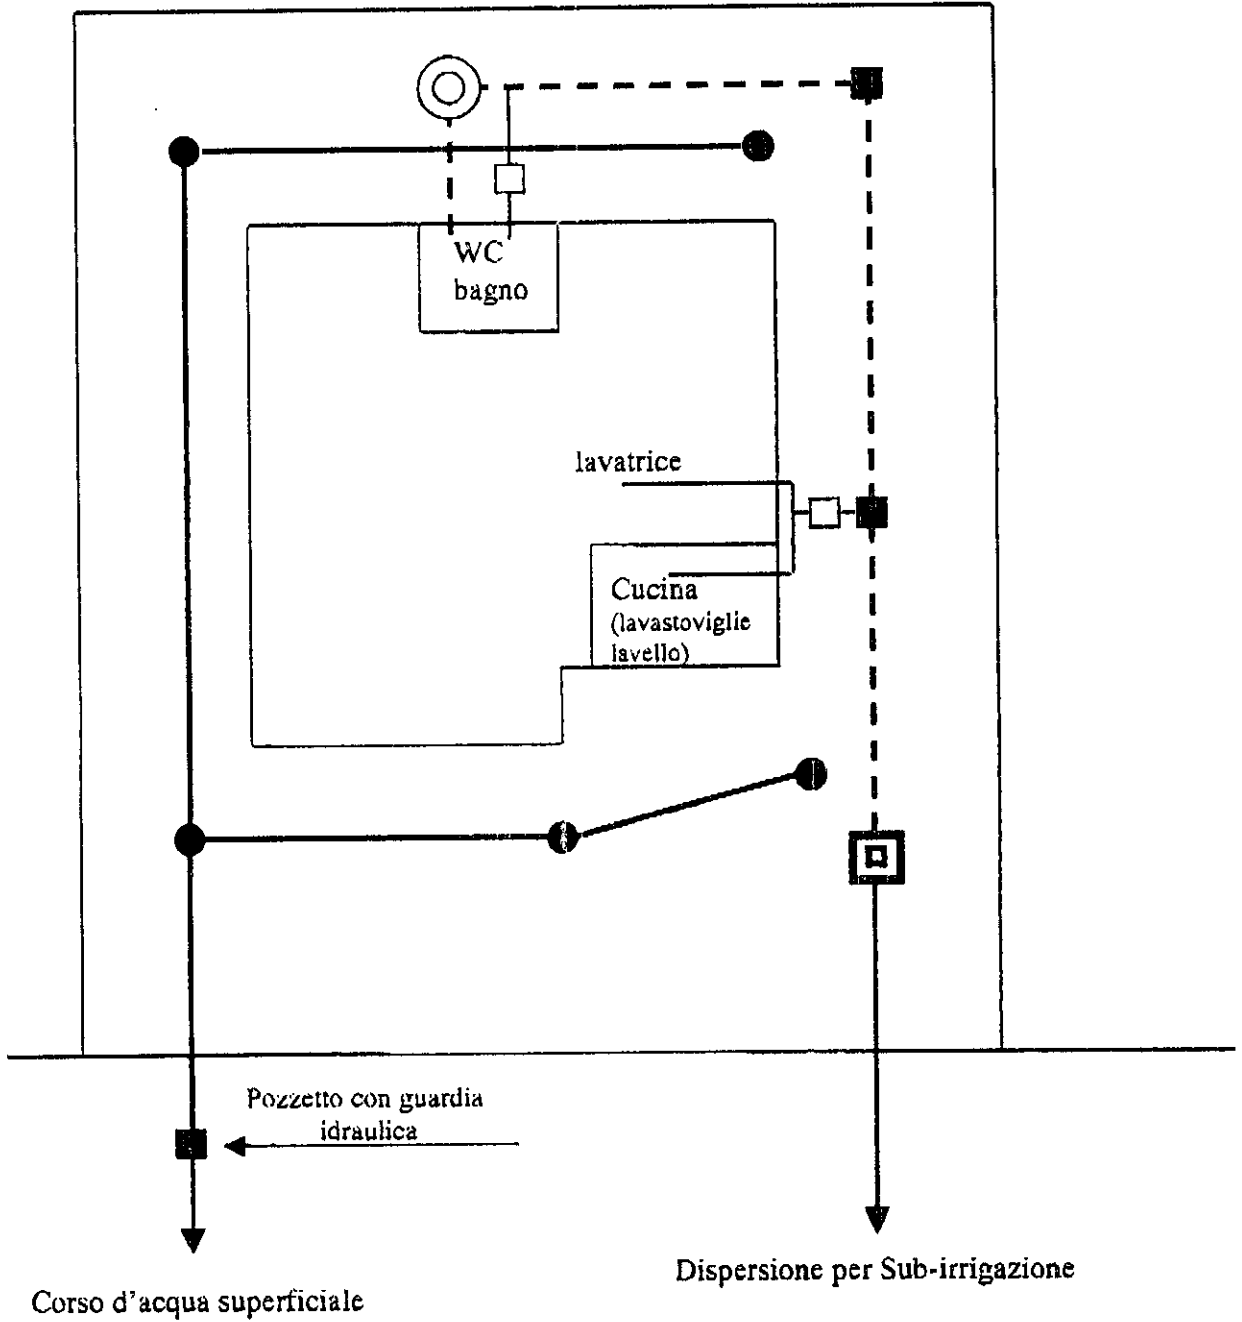 WC
bagno
lavatrice
Cucina
(lavastoviglie
lavello)
Pozzetto con guardia
idraulica
Dispersione per Sub-irrigazione
Corso d'acqua superficiale